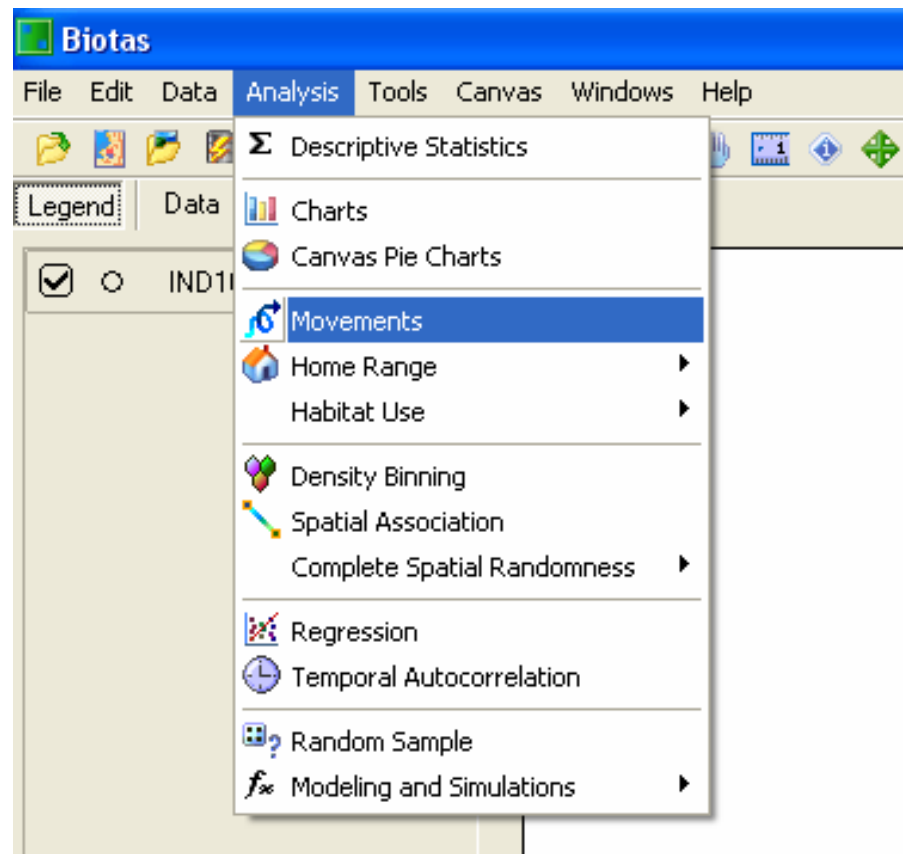 Biotas
File Edit Data Analysis Tools Canvas Windows Help
Σ Descriptive Statistics
Legend Data
Charts
Canvas Pie Charts
IND10
Movements
Home Range
Habitat Use
Density Binning
Spatial Association
Complete Spatial Randomness
Regression
Temporal Autocorrelation
Random Sample
Modeling and Simulations